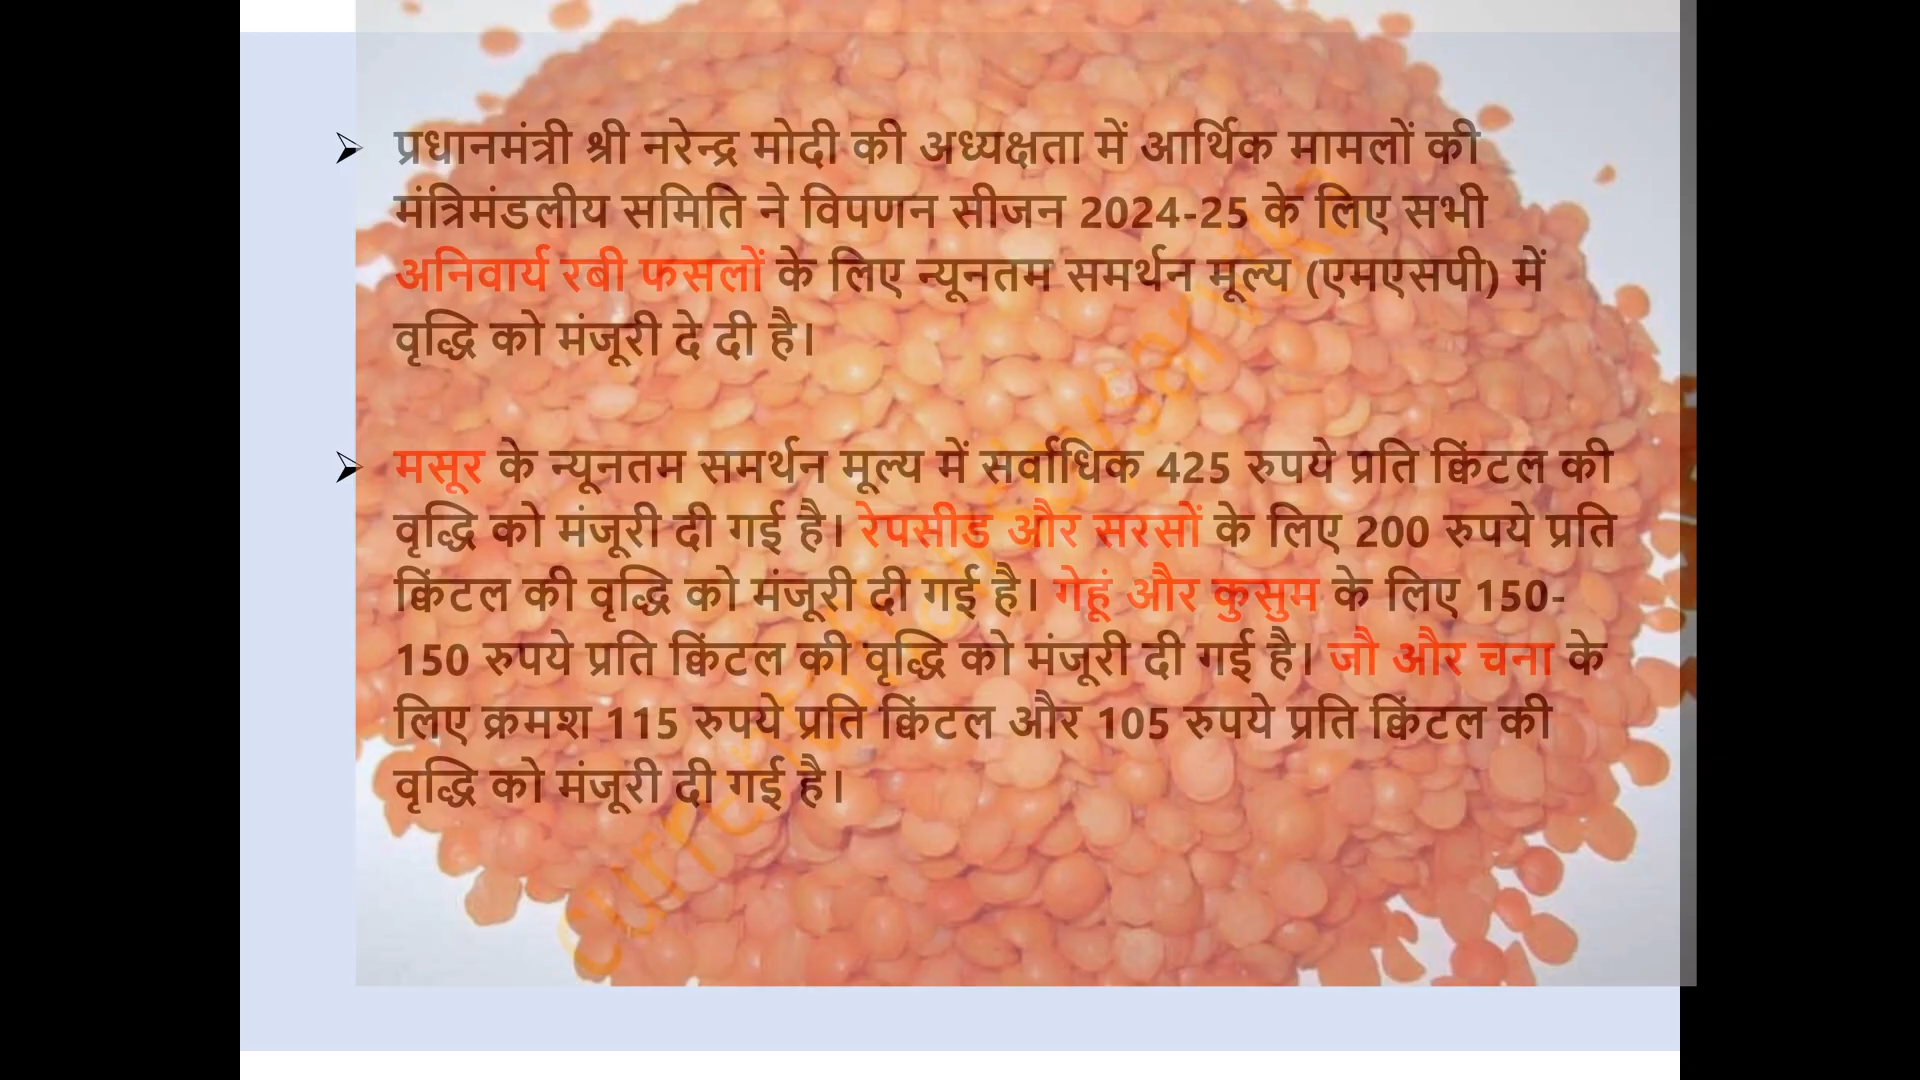 ➢ प्रधानमंत्री श्री नरेन्द्र मोदी की अध्यक्षता में आर्थिक मामलों की
मंत्रिमंडलीय समिति ने विपणन सीजन 2024-25 के लिए सभी
अनिवार्य रबी फसलों के लिए न्यूनतम समर्थन मूल्य (एमएसपी) में
वृद्धि को मंजूरी दे दी है।
➢ मसूर के न्यूनतम समर्थन मूल्य में सर्वाधिक 425 रुपये प्रति क्विंटल की
वृद्धि को मंजूरी दी गई है। रेपसीड और सरसों के लिए 200 रुपये प्रति
क्विंटल की वृद्धि को मंजूरी दी गई है। गेहूं और कुसुम के लिए 150-
150 रुपये प्रति क्विंटल की वृद्धि को मंजूरी दी गई है। जौ और चना के
लिए क्रमश 115 रुपये प्रति क्विंटल और 105 रुपये प्रति क्विंटल की
वृद्धि को मंजूरी दी गई है।